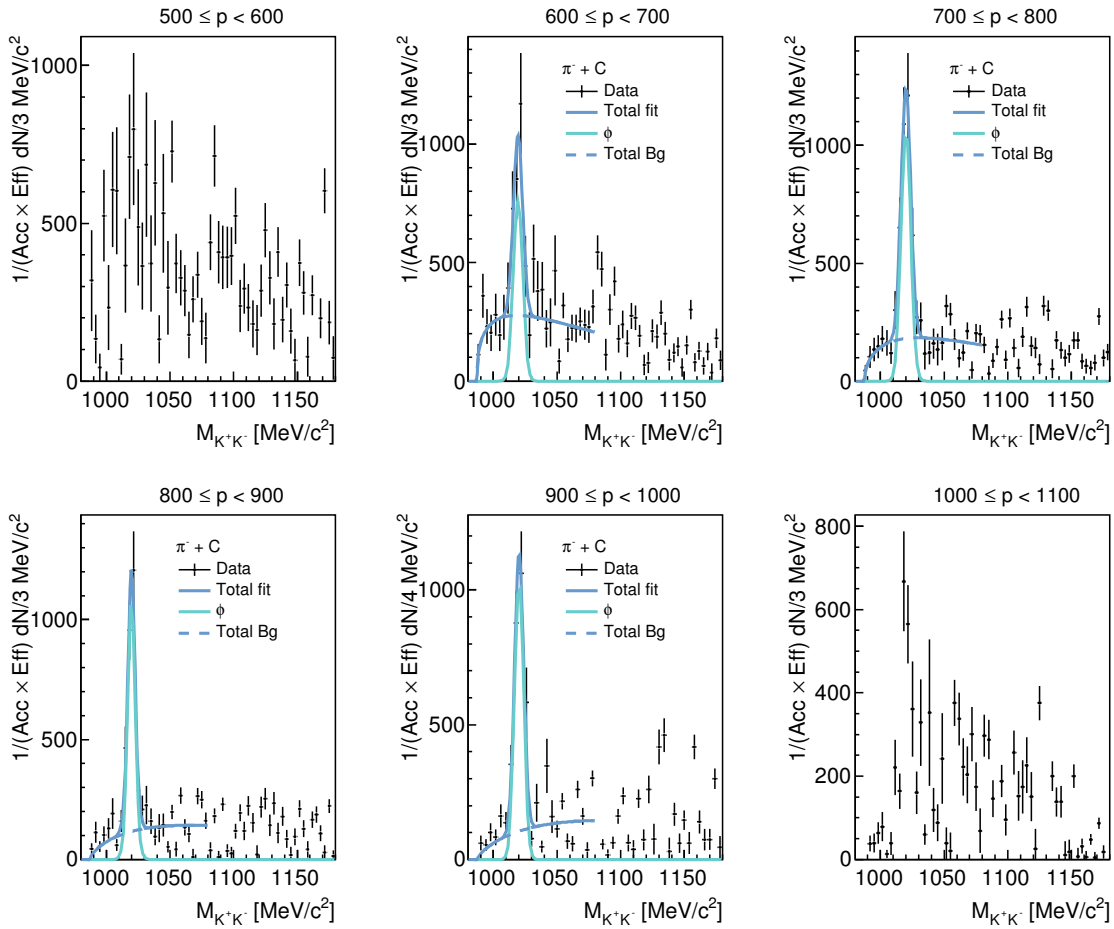 500 ≤ p < 600
1/(Acc × Eff) dN/3 MeV/c²
1000
500
0
1000 1050 1100 1150
M_K⁺K⁻ [MeV/c²]
600 ≤ p < 700
1/(Acc × Eff) dN/3 MeV/c²
π⁻ + C
Data
Total fit
ϕ
Total Bg
1000
500
0
1000 1050 1100 1150
M_K⁺K⁻ [MeV/c²]
700 ≤ p < 800
1/(Acc × Eff) dN/3 MeV/c²
π⁻ + C
Data
Total fit
ϕ
Total Bg
1000
500
0
1000 1050 1100 1150
M_K⁺K⁻ [MeV/c²]
800 ≤ p < 900
1/(Acc × Eff) dN/3 MeV/c²
π⁻ + C
Data
Total fit
ϕ
Total Bg
1000
500
0
1000 1050 1100 1150
M_K⁺K⁻ [MeV/c²]
900 ≤ p < 1000
1/(Acc × Eff) dN/4 MeV/c²
π⁻ + C
Data
Total fit
ϕ
Total Bg
1000
500
0
1000 1050 1100 1150
M_K⁺K⁻ [MeV/c²]
1000 ≤ p < 1100
1/(Acc × Eff) dN/3 MeV/c²
800
600
400
200
0
1000 1050 1100 1150
M_K⁺K⁻ [MeV/c²]